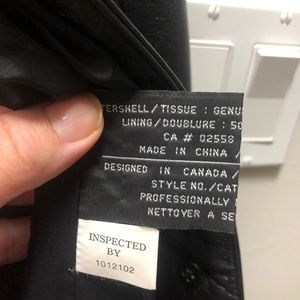 TERSHELL/TISSUE : GENU
LINING/DOUBLURE : 50
CA # 02558
MADE IN CHINA /
DESIGNED IN CANADA/
STYLE NO./CAT
PROFESSIONALLY
NETTOYER A SE
INSPECTED
BY
1012102